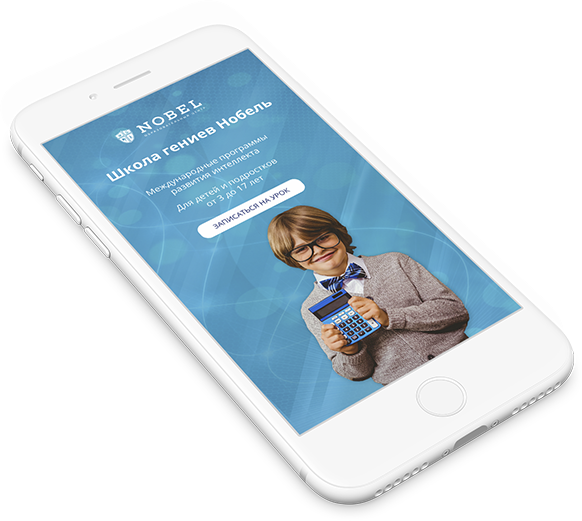 NOBEL
Школа гениев Нобель
Международные программы
развития интеллекта
Для детей и подростков
от 3 до 17 лет
ЗАПИСАТЬСЯ НА УРОК